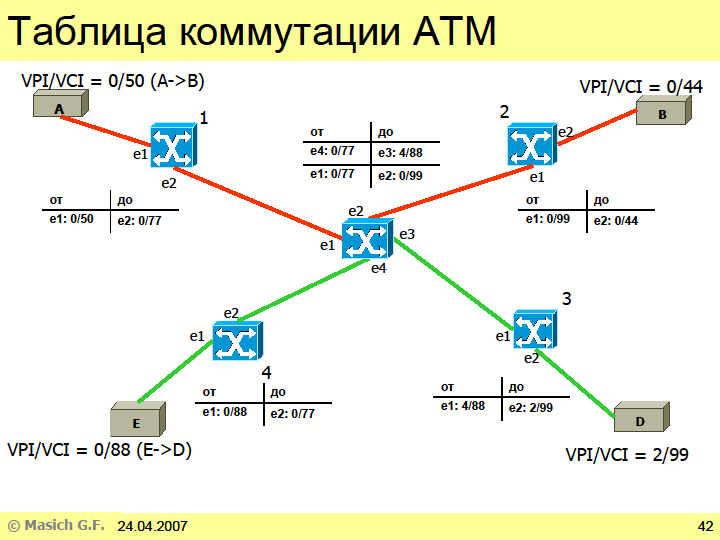 Таблица коммутации ATM
VPI/VCI = 0/50 (A->B)
VPI/VCI = 0/44
A
B
1
2
e1
e2
e2
e1
от до
e4: 0/77 e3: 4/88
e1: 0/77 e2: 0/99
от до
e1: 0/50 e2: 0/77
от до
e1: 0/99 e2: 0/44
e2
e1
e3
e4
e2
e1
4
3
e1
e2
от до
e1: 0/88 e2: 0/77
от до
e1: 4/88 e2: 2/99
E
D
VPI/VCI = 0/88 (E->D)
VPI/VCI = 2/99
© Masich G.F. 24.04.2007 42